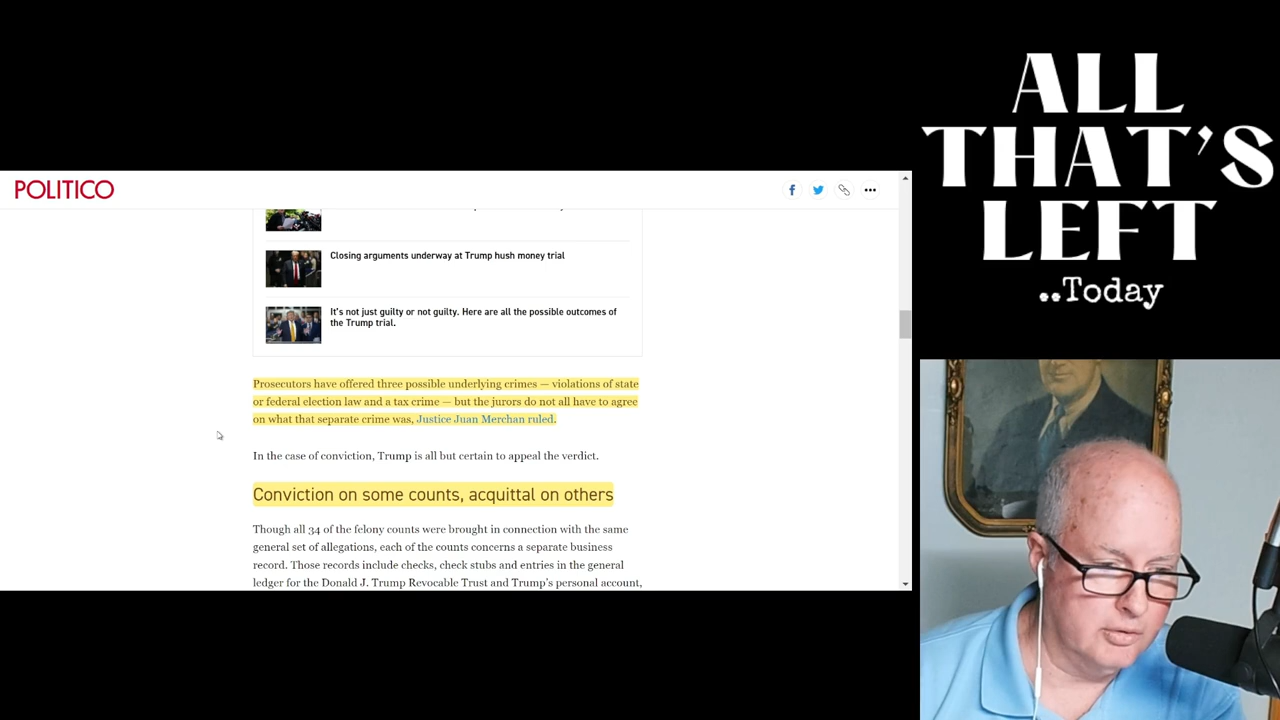 POLITICO
Closing arguments underway at Trump hush money trial
It's not just guilty or not guilty. Here are all the possible outcomes of
the Trump trial.
Prosecutors have offered three possible underlying crimes — violations of state
or federal election law and a tax crime — but the jurors do not all have to agree
on what that separate crime was, Justice Juan Merchan ruled.
In the case of conviction, Trump is all but certain to appeal the verdict.
Conviction on some counts, acquittal on others
Though all 34 of the felony counts were brought in connection with the same
general set of allegations, each of the counts concerns a separate business
record. Those records include checks, check stubs and entries in the general
ledger for the Donald J. Trump Revocable Trust and Trump's personal account,
ALL
THAT'S
LEFT
..Today